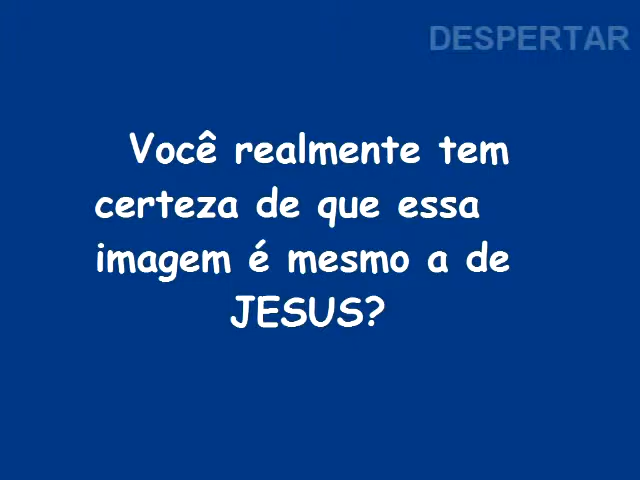 DESPERTAR
Você realmente tem
certeza de que essa
imagem é mesmo a de
JESUS?